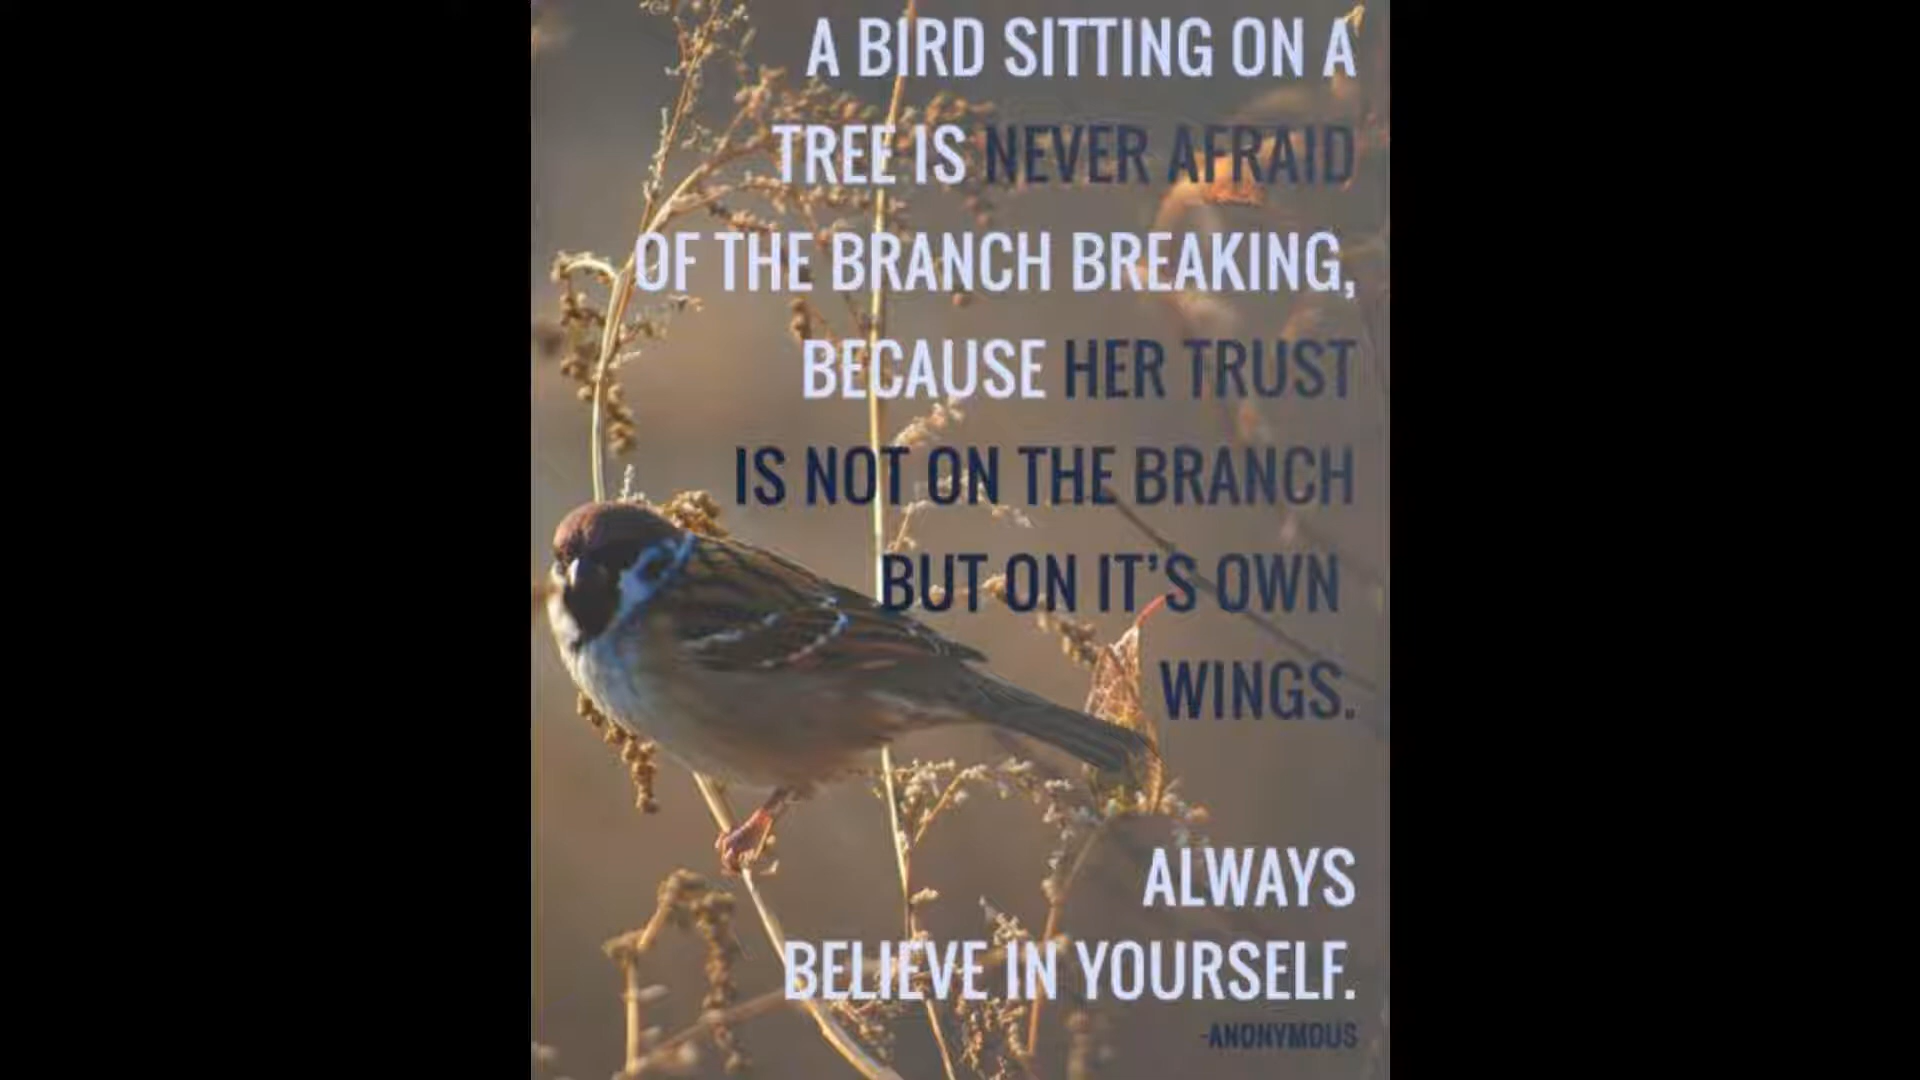 A BIRD SITTING ON A
TREE IS NEVER AFRAID
OF THE BRANCH BREAKING,
BECAUSE HER TRUST
IS NOT ON THE BRANCH
BUT ON IT'S OWN
WINGS.
ALWAYS
BELIEVE IN YOURSELF.
-ANONYMOUS